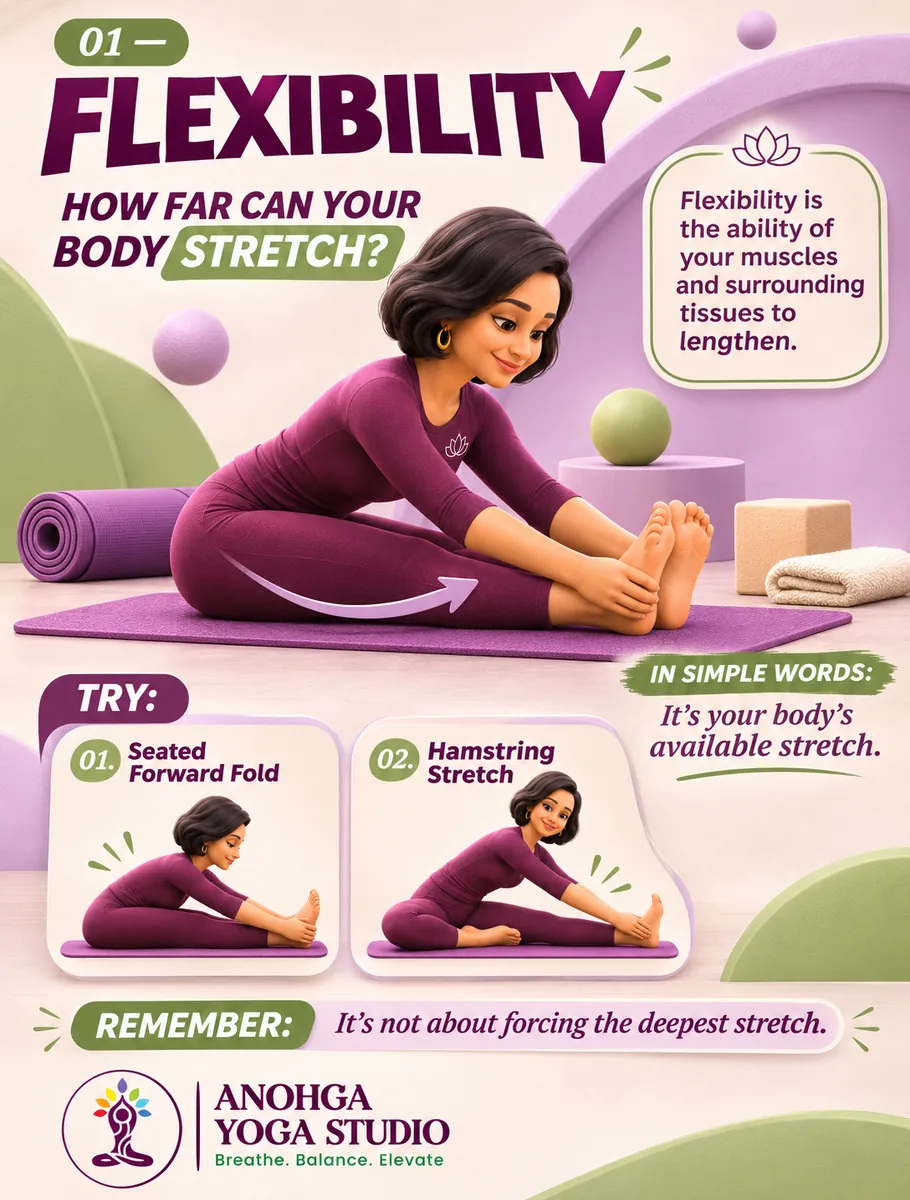 01 —
FLEXIBILITY
HOW FAR CAN YOUR
BODY STRETCH?
Flexibility is
the ability of
your muscles
and surrounding
tissues to
lengthen.
IN SIMPLE WORDS:
It's your body's
available stretch.
TRY:
01. Seated
Forward Fold
02. Hamstring
Stretch
REMEMBER: It's not about forcing the deepest stretch.
ANOHGA
YOGA STUDIO
Breathe. Balance. Elevate